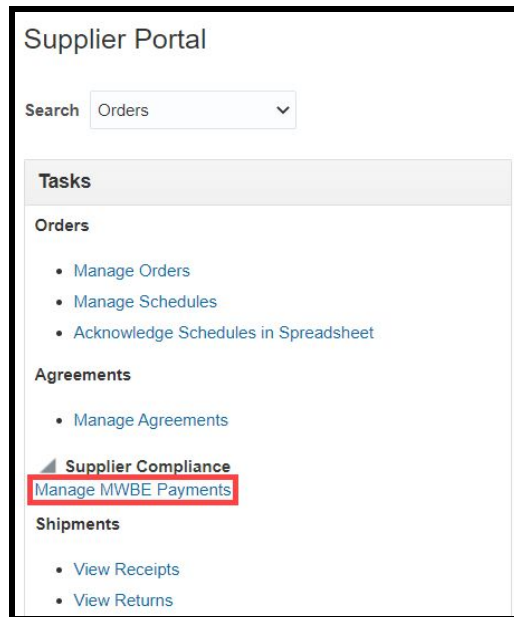 Supplier Portal
Search Orders
Tasks
Orders
Manage Orders
Manage Schedules
Acknowledge Schedules in Spreadsheet
Agreements
Manage Agreements
Supplier Compliance
Manage MWBE Payments
Shipments
View Receipts
View Returns